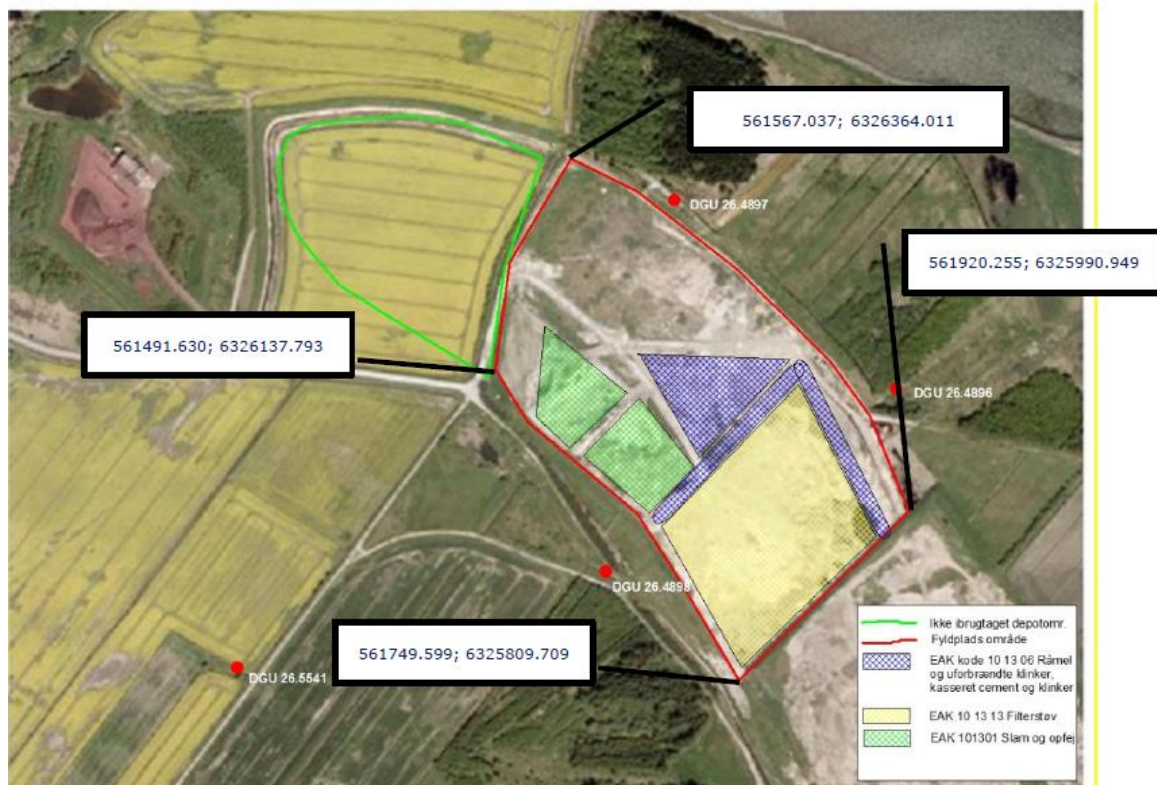 561567.037; 6326364.011
DGU 26.4897
561920.255; 6325990.949
561491.630; 6326137.793
DGU 26.4896
DGU 26.4898
561749.599; 6325809.709
DGU 26.5541
Ikke ibrugtaget depotomr.
Fyldplads område
EAK kode 10 13 06 Råmel
og uforbrændte klinker,
kasseret cement og klinker
EAK 10 13 13 Filterstøv
EAK 101301 Slam og opfej